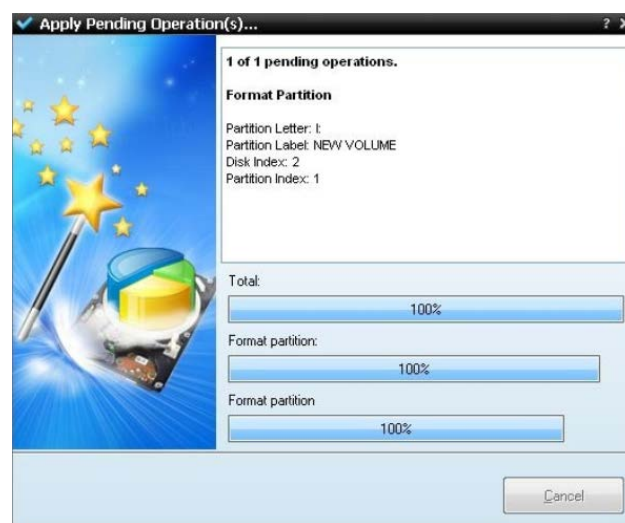 Apply Pending Operation(s)...
1 of 1 pending operations.
Format Partition
Partition Letter: I:
Partition Label: NEW VOLUME
Disk Index: 2
Partition Index: 1
Total:
100%
Format partition:
100%
Format partition
100%
Cancel